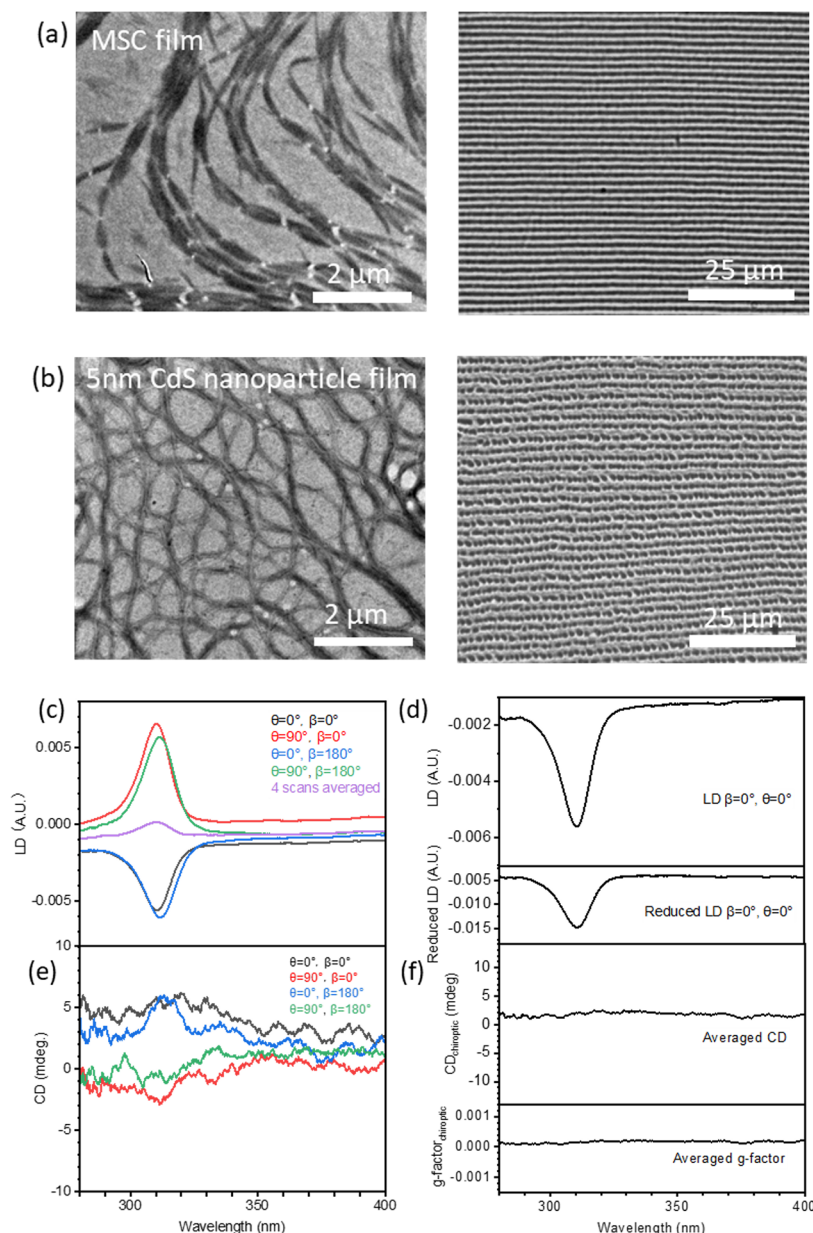 (a)
MSC film
2 µm
25 µm
(b)
5nm CdS nanoparticle film
2 µm
25 µm
(c)
θ=0°, β=0°
θ=90°, β=0°
θ=0°, β=180°
θ=90°, β=180°
4 scans averaged
0.005
0.000
-0.005
LD (A.U.)
(d)
-0.002
-0.004
-0.006
LD (A.U.)
LD β=0°, θ=0°
-0.005
-0.010
-0.015
Reduced LD (A.U.)
Reduced LD β=0°, θ=0°
(e)
θ=0°, β=0°
θ=90°, β=0°
θ=0°, β=180°
θ=90°, β=180°
10
5
0
-5
-10
CD (mdeg.)
300
350
400
Wavelength (nm)
(f)
10
5
0
-5
-10
CDchiroptic (mdeg)
Averaged CD
0.001
0.000
-0.001
g-factorchiroptic
Averaged g-factor
300
350
400
Wavelength (nm)